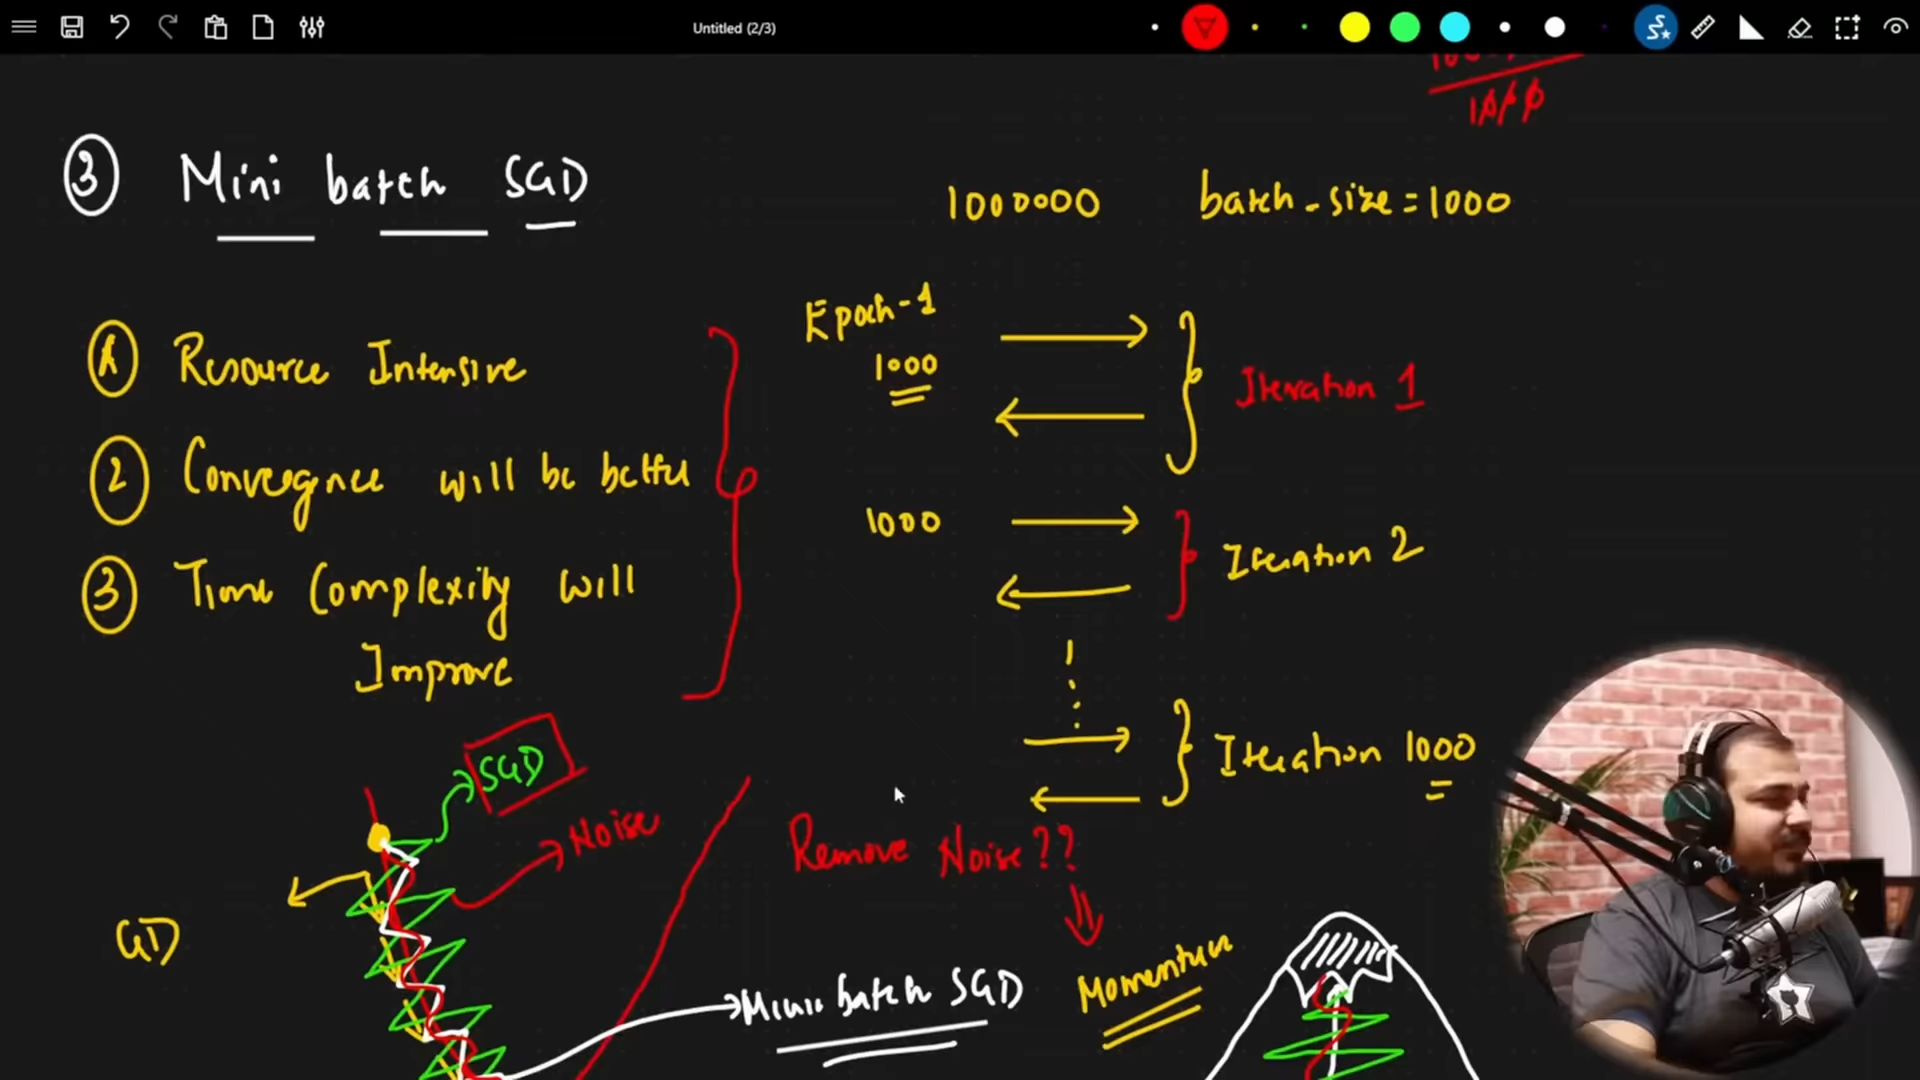 Untitled (2/3)
③ Mini batch SGD
1000000 batch_size = 1000
① Resource Intensive
② Convergence will be better
③ Time Complexity will
Improve
Epoch-1
1000
Iteration 1
1000
Iteration 2
Iteration 1000
SGD
Noise
Remove Noise??
GD
Mini batch SGD
Momentum